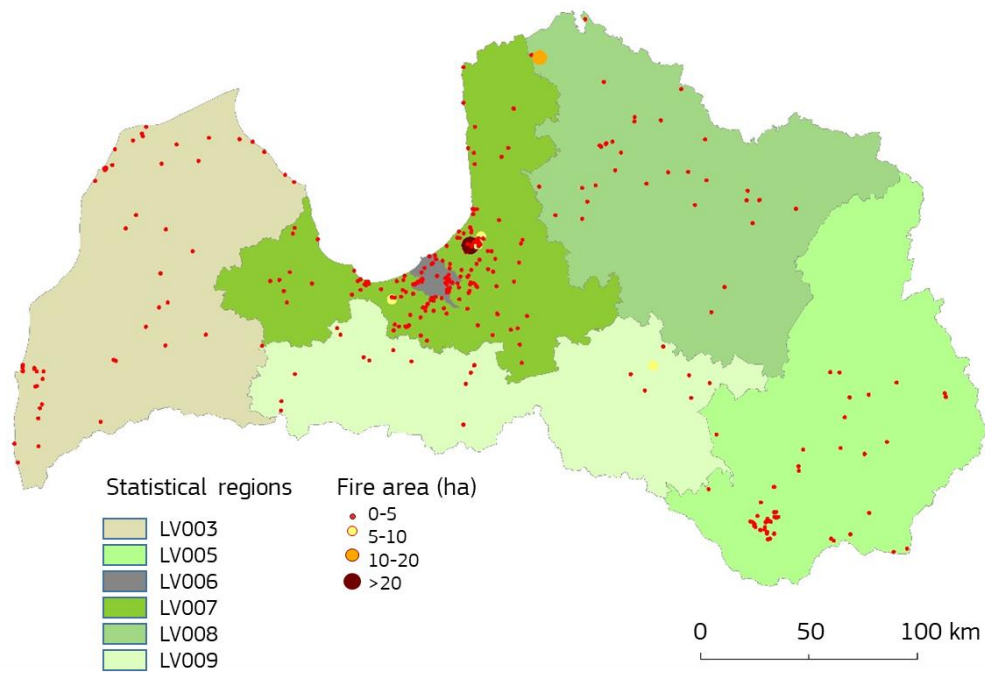 Statistical regions
LV003
LV005
LV006
LV007
LV008
LV009
Fire area (ha)
0-5
5-10
10-20
>20
0 50 100 km